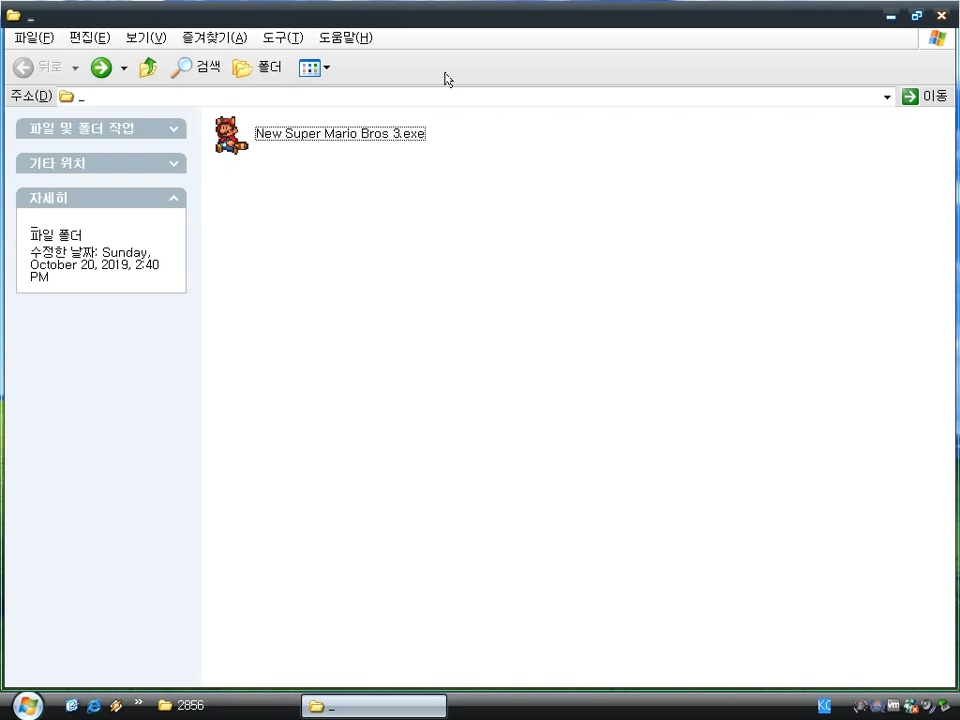 _
파일(F) 편집(E) 보기(V) 즐겨찾기(A) 도구(T) 도움말(H)
뒤로 검색 폴더
주소(D) _ 이동
파일 및 폴더 작업
기타 위치
자세히
_
파일 폴더
수정한 날짜: Sunday,
October 20, 2019, 2:40
PM
New Super Mario Bros 3.exe
» 2856 _ KC vm